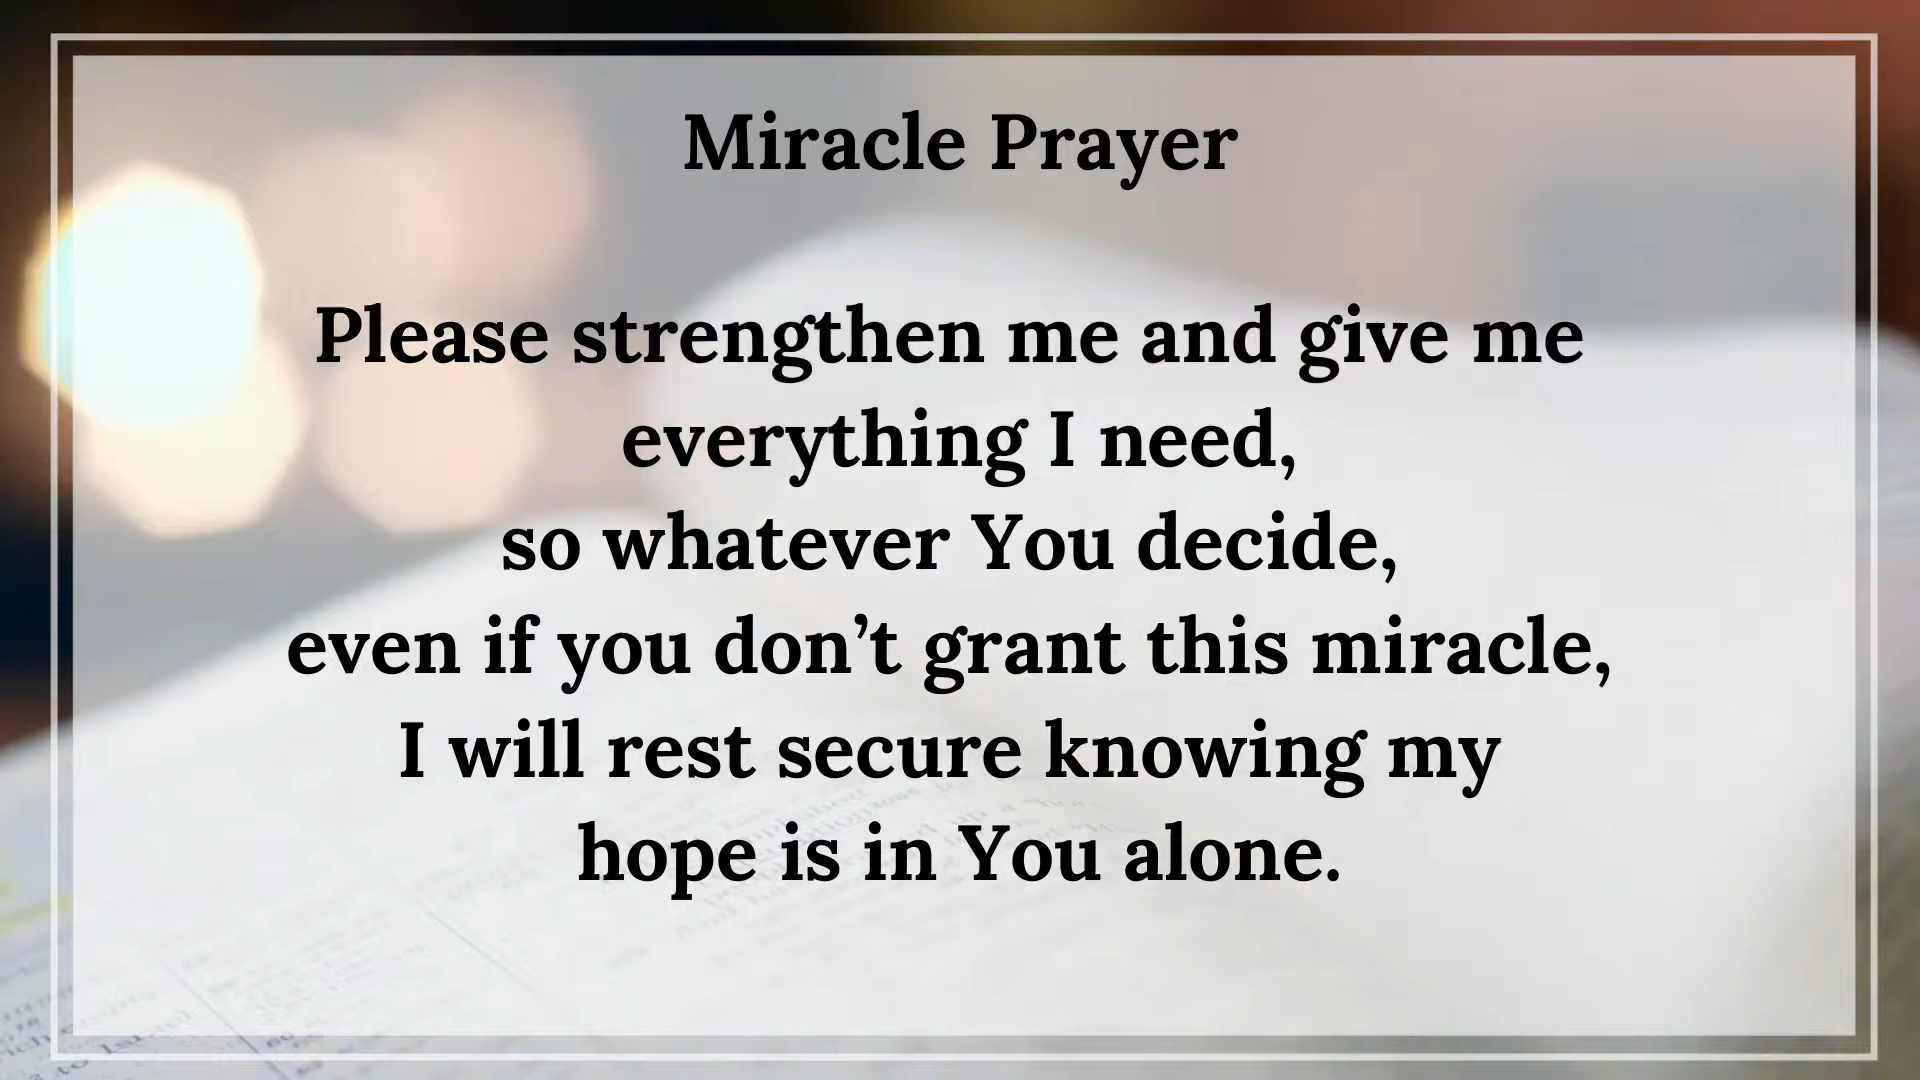 Miracle Prayer
Please strengthen me and give me
everything I need,
so whatever You decide,
even if you don’t grant this miracle,
I will rest secure knowing my
hope is in You alone.